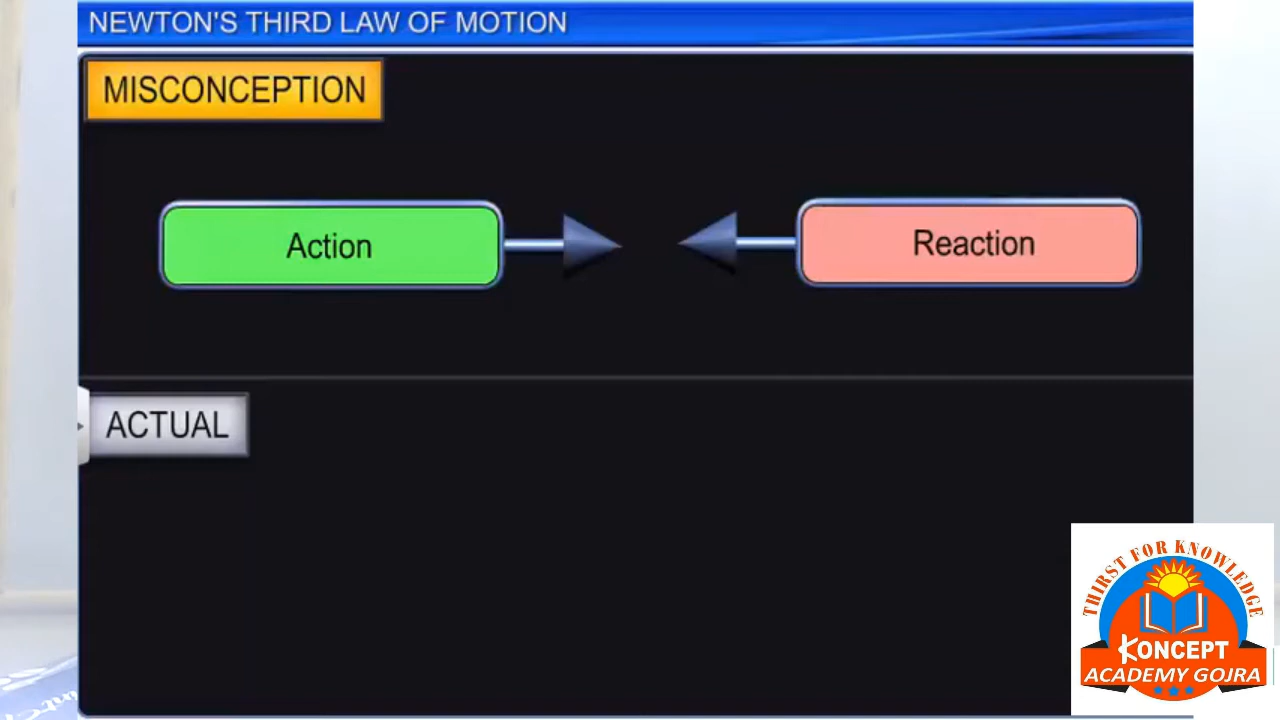 NEWTON'S THIRD LAW OF MOTION
MISCONCEPTION
Action
Reaction
ACTUAL
THIRST FOR KNOWLEDGE
KONCEPT
ACADEMY GOJRA